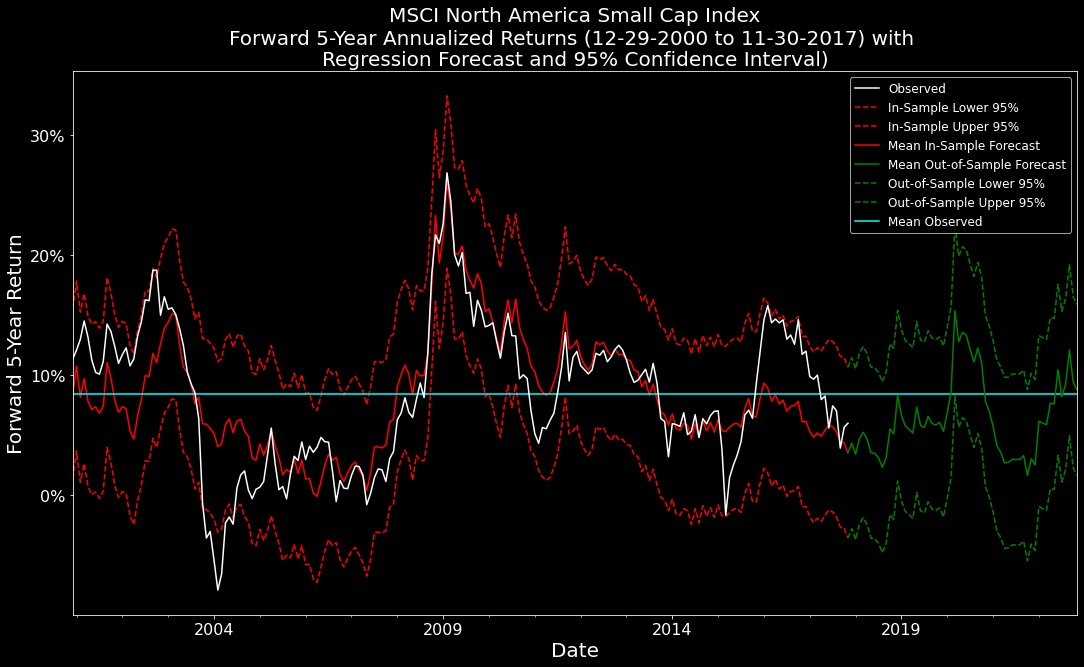 MSCI North America Small Cap Index
Forward 5-Year Annualized Returns (12-29-2000 to 11-30-2017) with
Regression Forecast and 95% Confidence Interval)
Observed
In-Sample Lower 95%
In-Sample Upper 95%
Mean In-Sample Forecast
Mean Out-of-Sample Forecast
Out-of-Sample Lower 95%
Out-of-Sample Upper 95%
Mean Observed
Forward 5-Year Return
30%
20%
10%
0%
2004
2009
2014
2019
Date